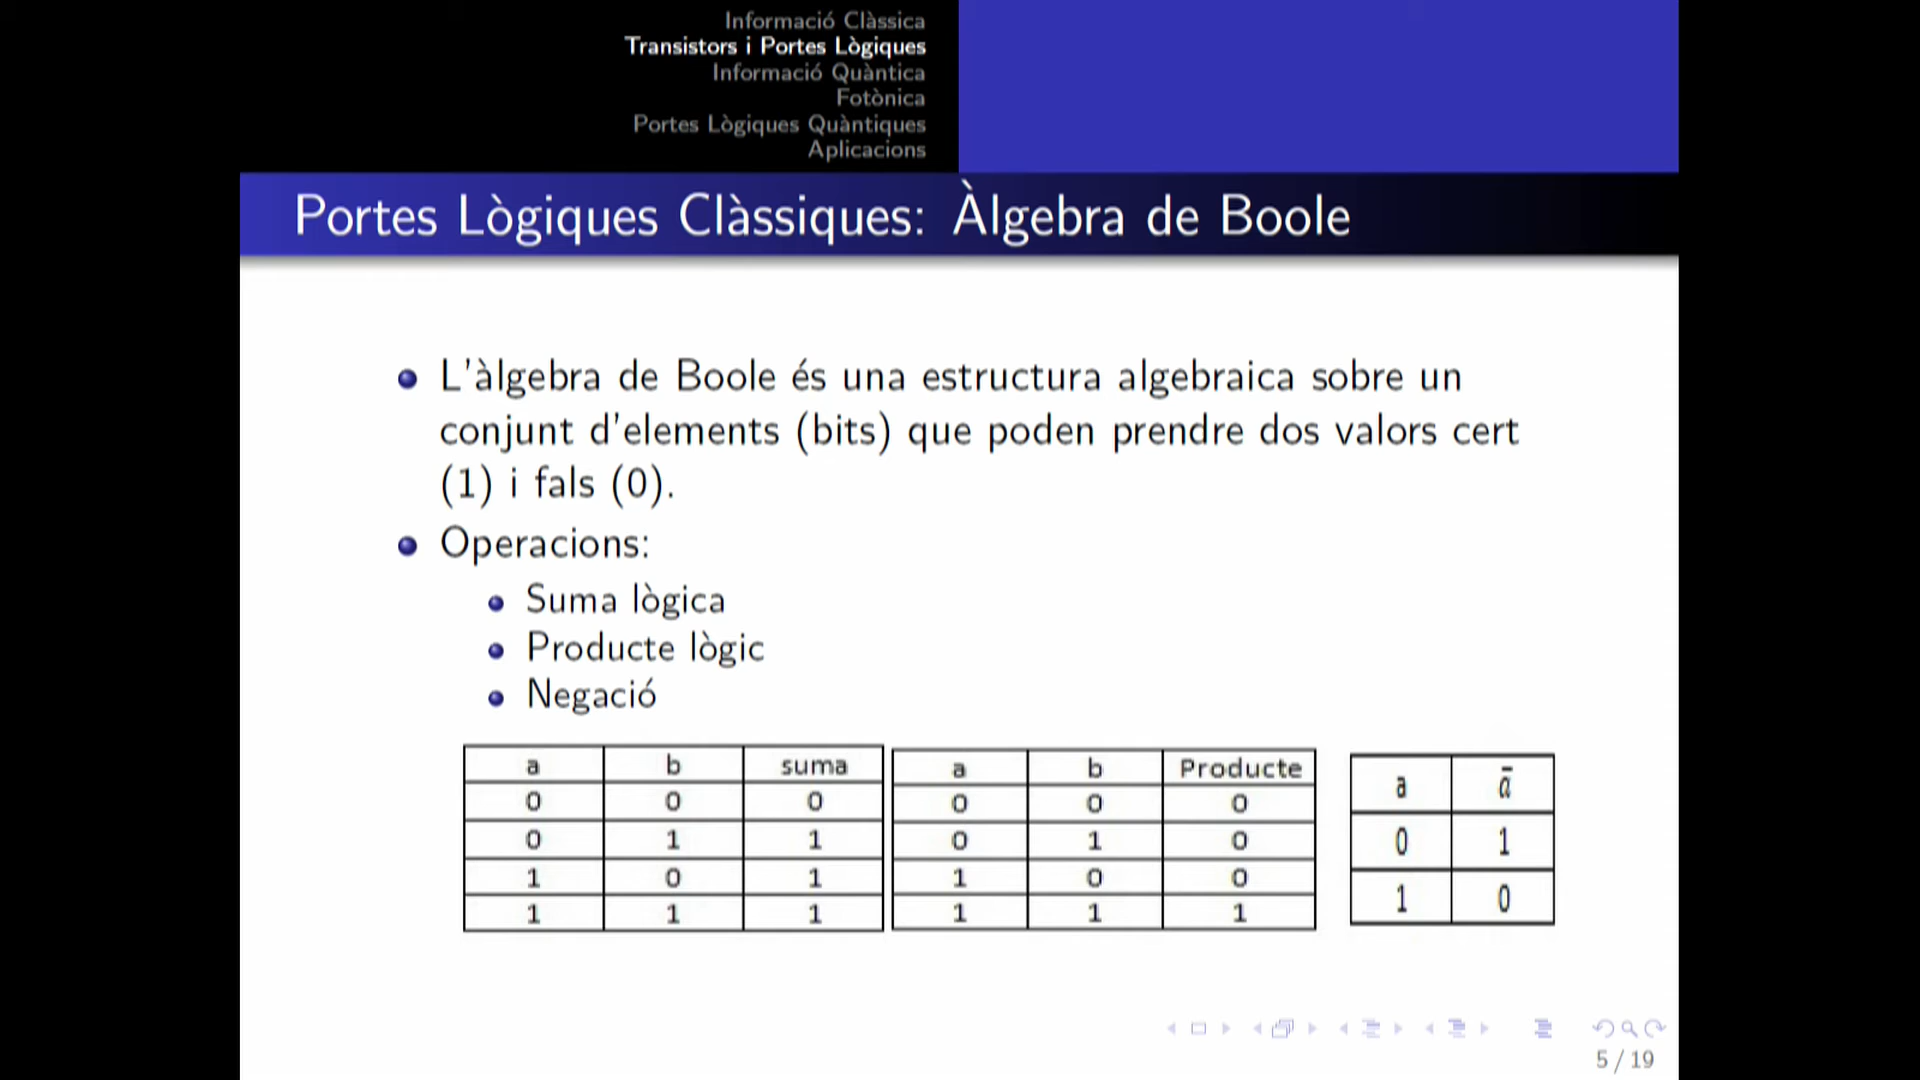 Informació Clàssica
Transistors i Portes Lògiques
Informació Quàntica
Fotònica
Portes Lògiques Quàntiques
Aplicacions
Portes Lògiques Clàssiques: Àlgebra de Boole
L'àlgebra de Boole és una estructura algebraica sobre un
conjunt d'elements (bits) que poden prendre dos valors cert
(1) i fals (0).
Operacions:
Suma lògica
Producte lògic
Negació
a b suma
0 0 0
0 1 1
1 0 1
1 1 1
a b Producte
0 0 0
0 1 0
1 0 0
1 1 1
a ā
0 1
1 0
5 / 19